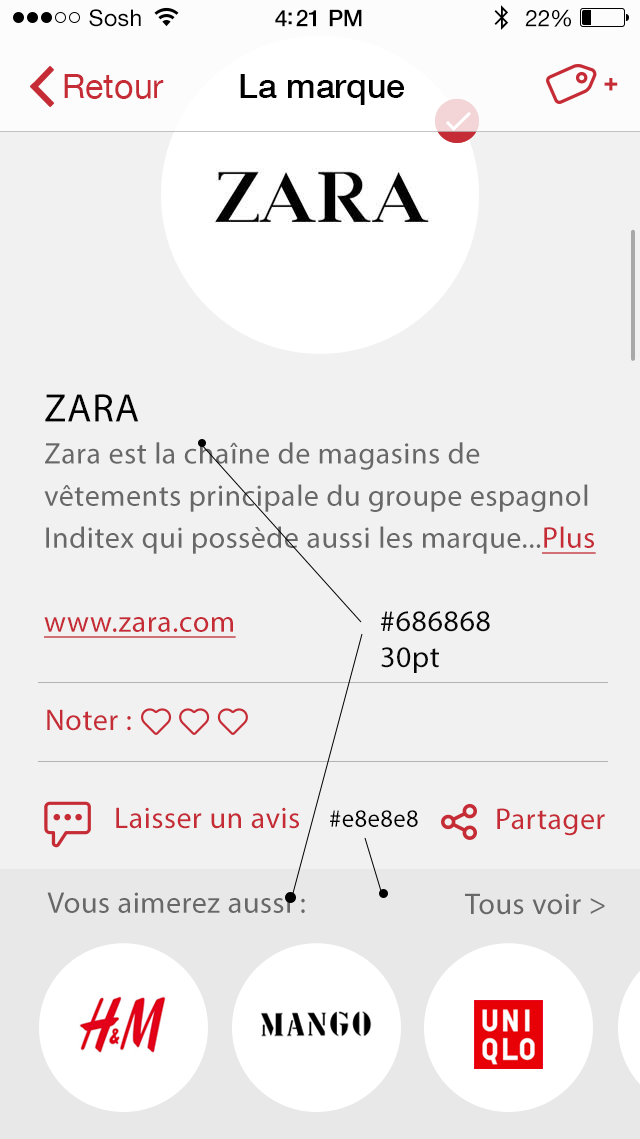 Sosh 4:21 PM 22%
Retour La marque +
ZARA
ZARA
Zara est la chaîne de magasins de
vêtements principale du groupe espagnol
Inditex qui possède aussi les marque...Plus
www.zara.com
#686868
30pt
Noter :
Laisser un avis #e8e8e8 Partager
Vous aimerez aussi : Tous voir >
H&M MANGO UNI
QLO